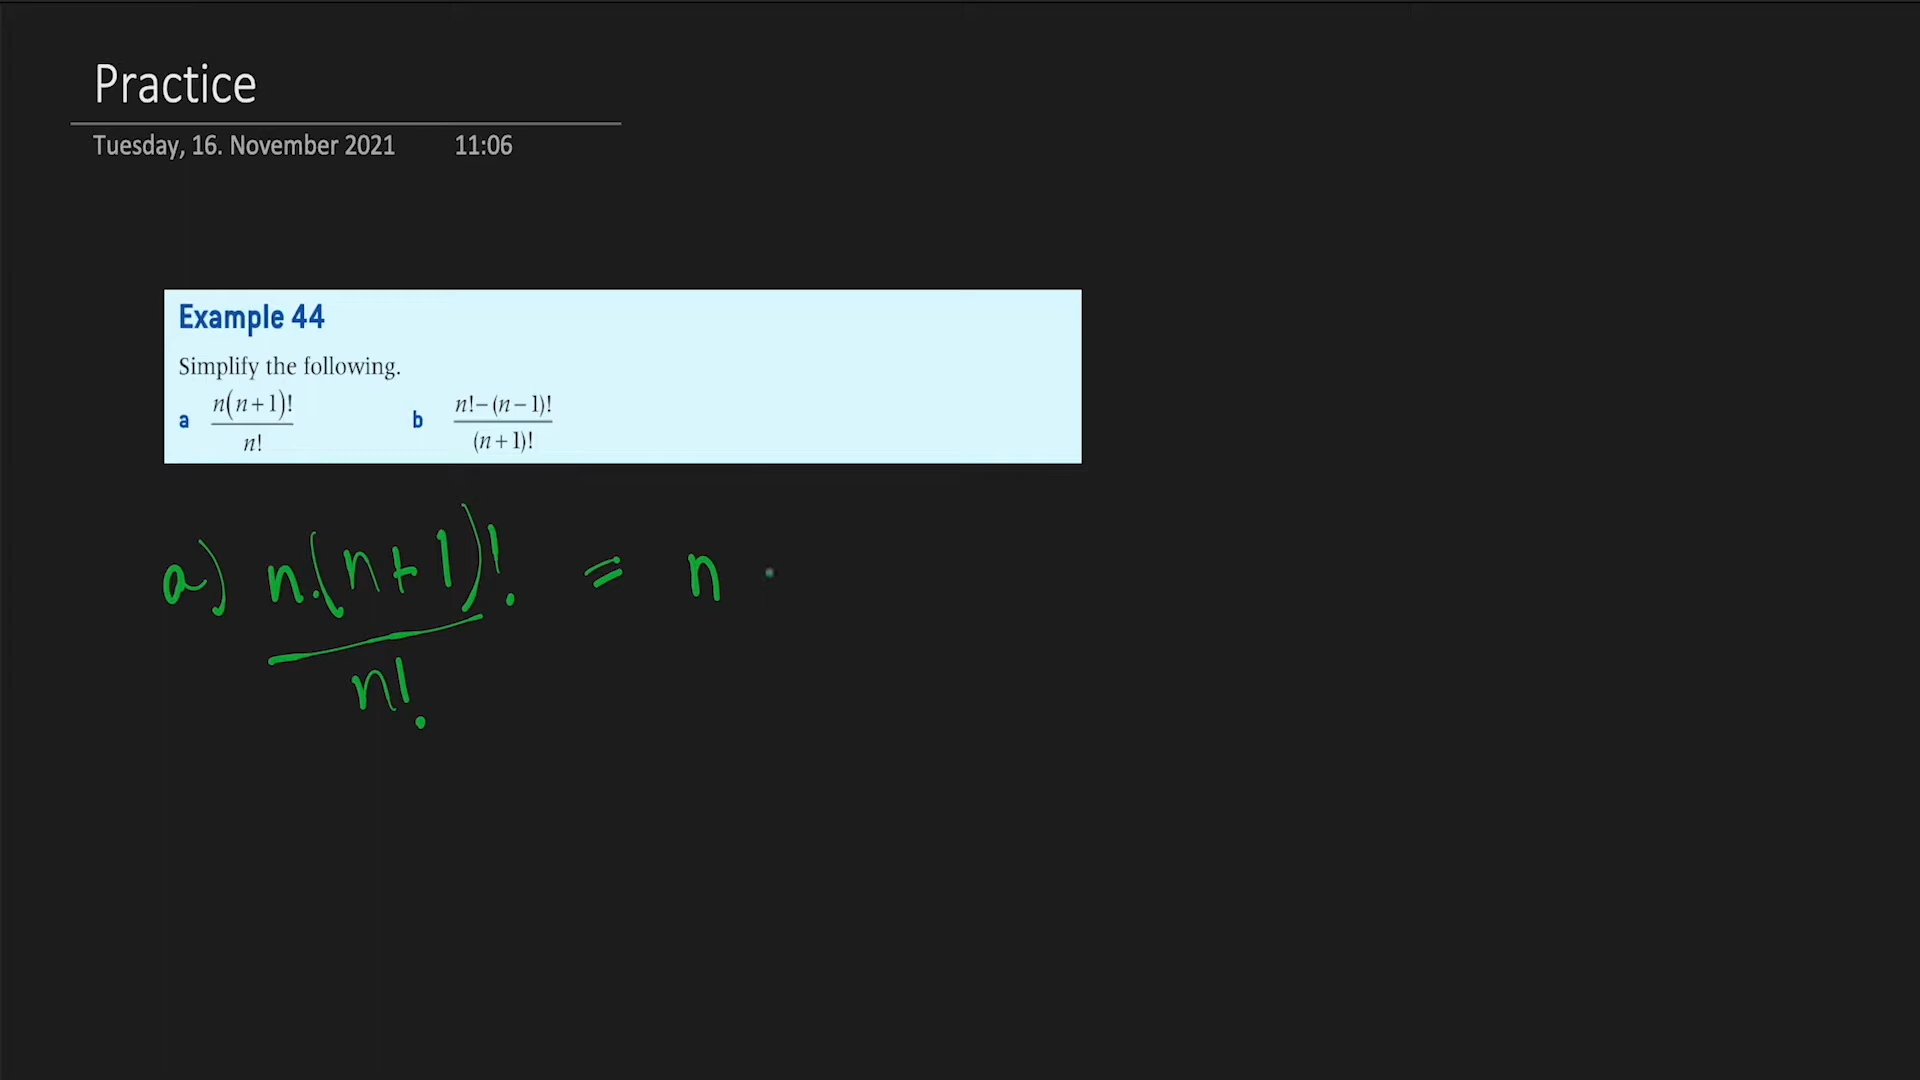 Practice
Tuesday, 16. November 2021 11:06
Example 44
Simplify the following.
a n(n+1)!/n! b n!−(n−1)!/(n+1)!
a) n·(n+1)!/n! = n ·